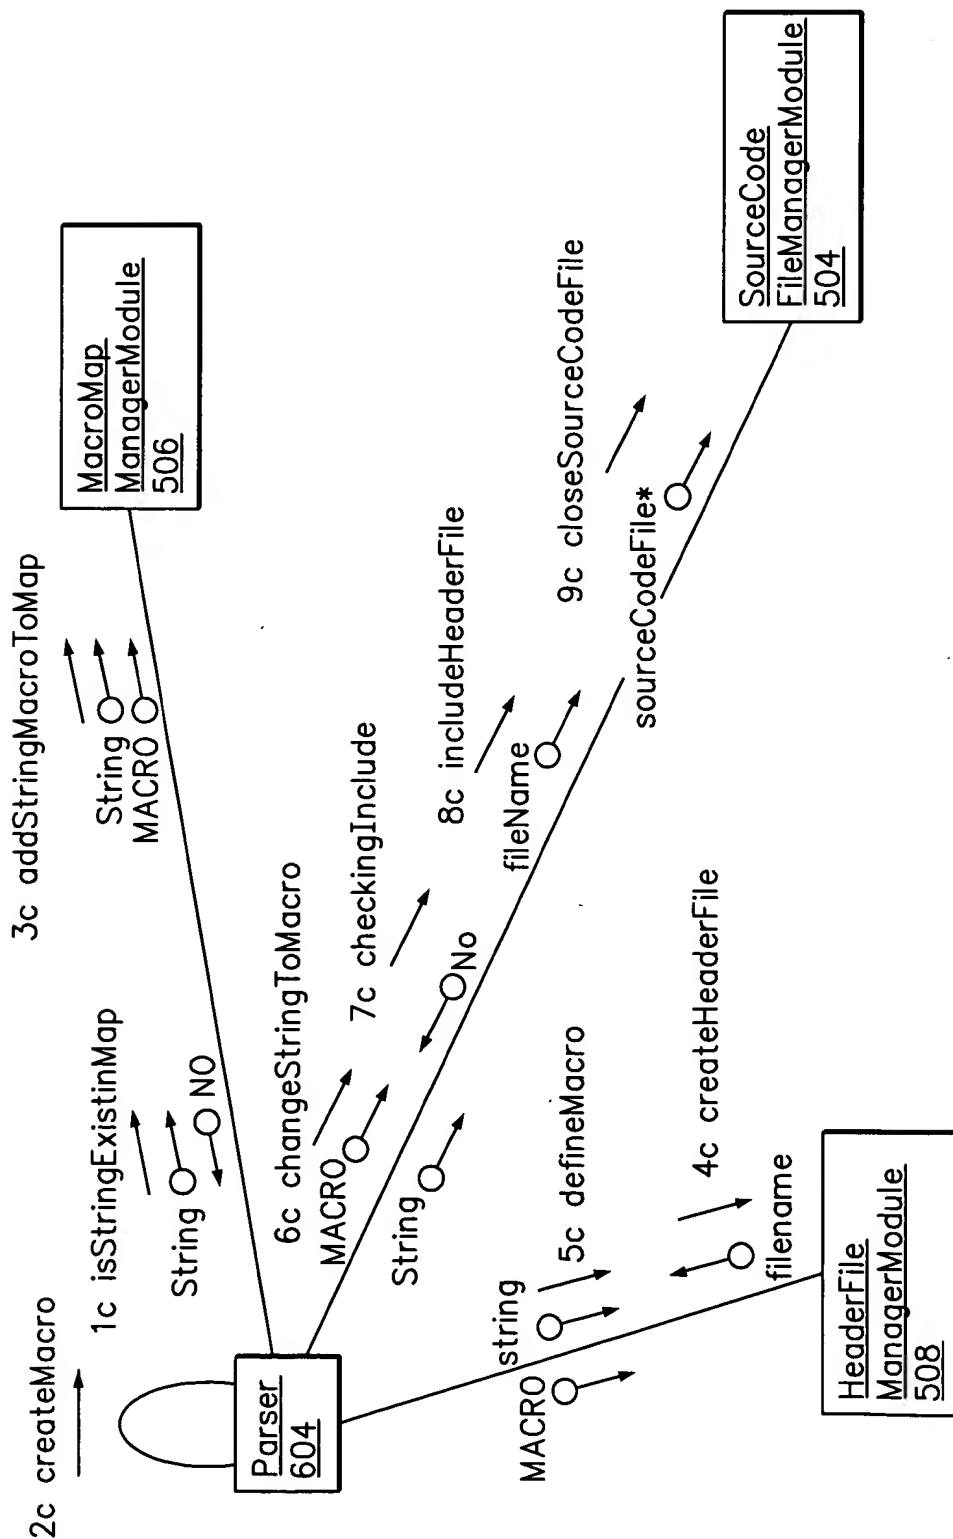 2c createMacro
1c isStringExistinMap
String
NO
3c addStringMacroToMap
String
MACRO
MacroMap
ManagerModule
506
Parser
604
6c changeStringToMacro
MACRO
String
7c checkingInclude
No
8c includeHeaderFile
fileName
9c closeSourceCodeFile
sourceCodeFile*
SourceCode
FileManagerModule
504
string
MACRO
5c defineMacro
4c createHeaderFile
filename
HeaderFile
ManagerModule
508